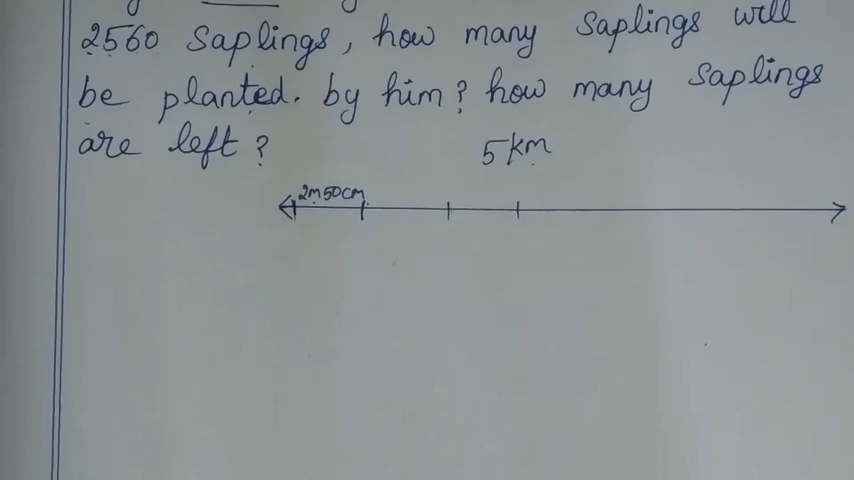 2560 Saplings, how many Saplings will
be planted. by him? how many Saplings
are left?
5km
2m50cm